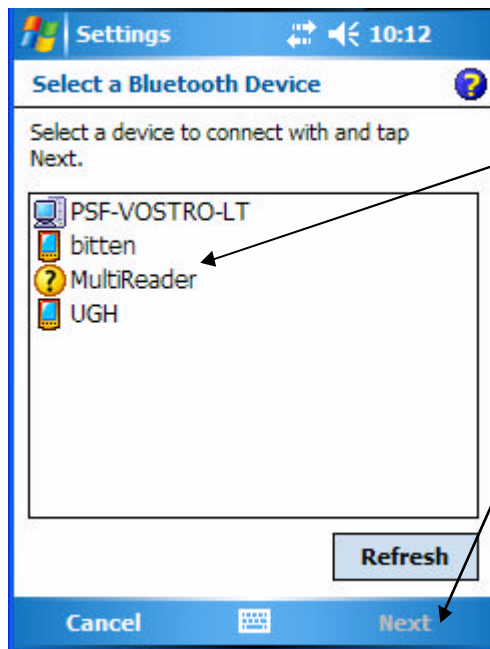 Settings 10:12
Select a Bluetooth Device
Select a device to connect with and tap
Next.
PSF-VOSTRO-LT
bitten
MultiReader
UGH
Refresh
Cancel Next